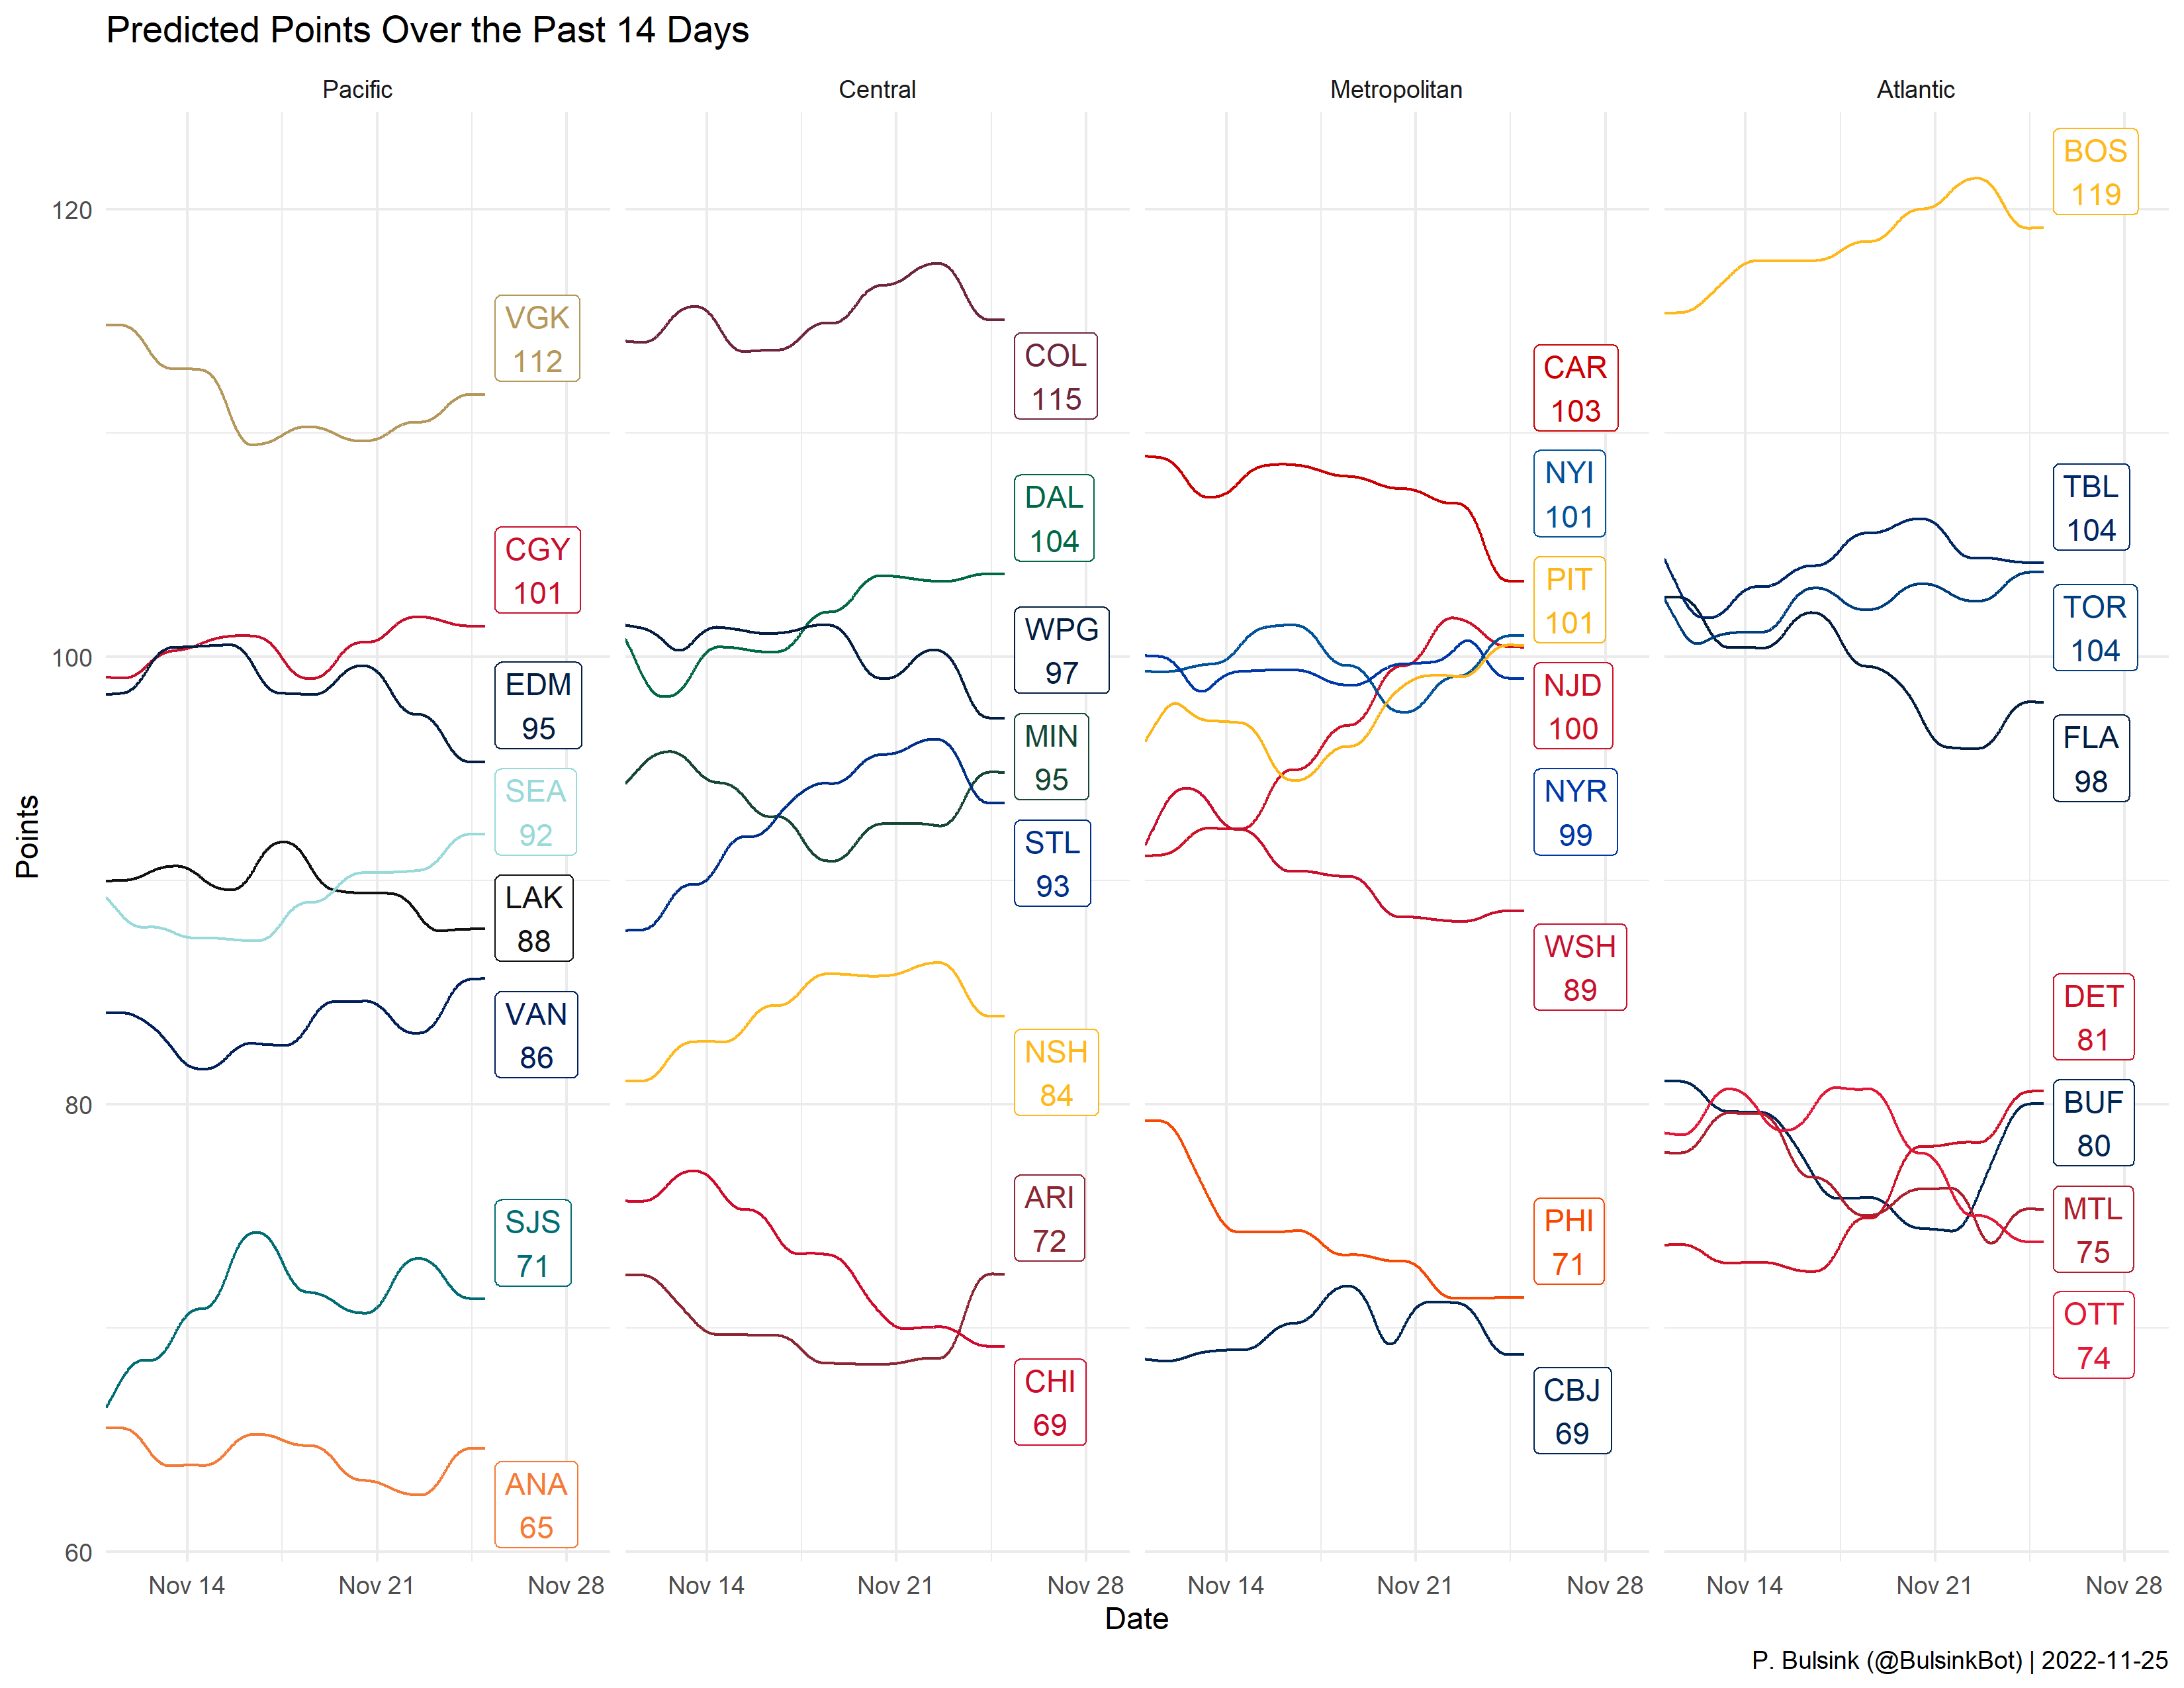 Predicted Points Over the Past 14 Days
Pacific
Central
Metropolitan
Atlantic
Points
120
100
80
60
VGK
112
CGY
101
EDM
95
SEA
92
LAK
88
VAN
86
SJS
71
ANA
65
COL
115
DAL
104
WPG
97
MIN
95
STL
93
NSH
84
ARI
72
CHI
69
CAR
103
NYI
101
PIT
101
NJD
100
NYR
99
WSH
89
PHI
71
CBJ
69
BOS
119
TBL
104
TOR
104
FLA
98
DET
81
BUF
80
MTL
75
OTT
74
Nov 14 Nov 21 Nov 28
Nov 14 Nov 21 Nov 28
Nov 14 Nov 21 Nov 28
Nov 14 Nov 21 Nov 28
Date
P. Bulsink (@BulsinkBot) | 2022-11-25